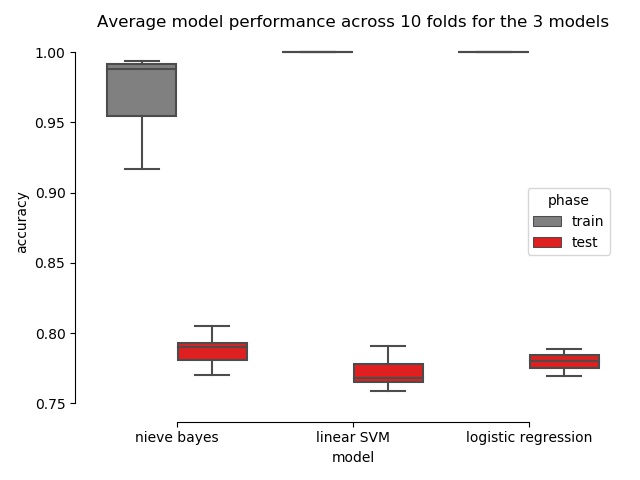 Average model performance across 10 folds for the 3 models
1.00
0.95
0.90
0.85
0.80
0.75
accuracy
phase
train
test
nieve bayes
linear SVM
logistic regression
model